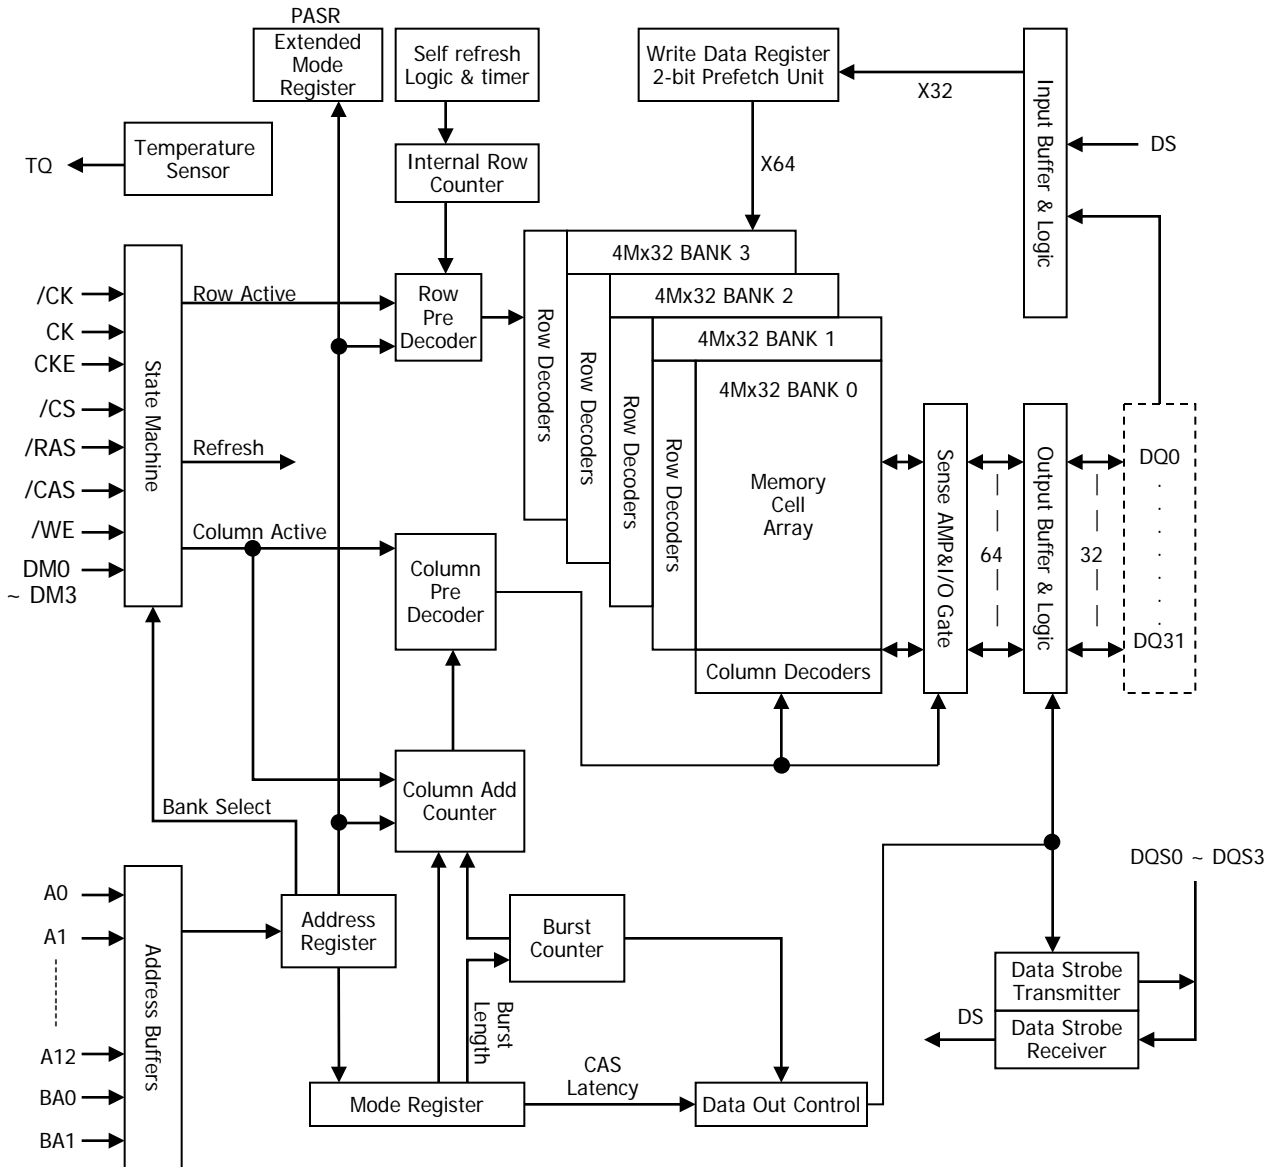 PASR
Extended
Mode
Register
Self refresh
Logic & timer
Write Data Register
2-bit Prefetch Unit
X32
Input Buffer & Logic
DS
TQ
Temperature
Sensor
Internal Row
Counter
X64
4Mx32 BANK 3
4Mx32 BANK 2
4Mx32 BANK 1
4Mx32 BANK 0
/CK
CK
CKE
/CS
/RAS
/CAS
/WE
DM0
~ DM3
State Machine
Row Active
Refresh
Column Active
Row
Pre
Decoder
Row Decoders
Row Decoders
Row Decoders
Row Decoders
Memory
Cell
Array
Sense AMP&I/O Gate
64
Output Buffer & Logic
32
DQ0
DQ31
Column
Pre
Decoder
Column Decoders
Column Add
Counter
Bank Select
A0
A1
A12
BA0
BA1
Address Buffers
Address
Register
Burst
Counter
Burst
Length
DQS0 ~ DQS3
Data Strobe
Transmitter
DS
Data Strobe
Receiver
Mode Register
CAS
Latency
Data Out Control